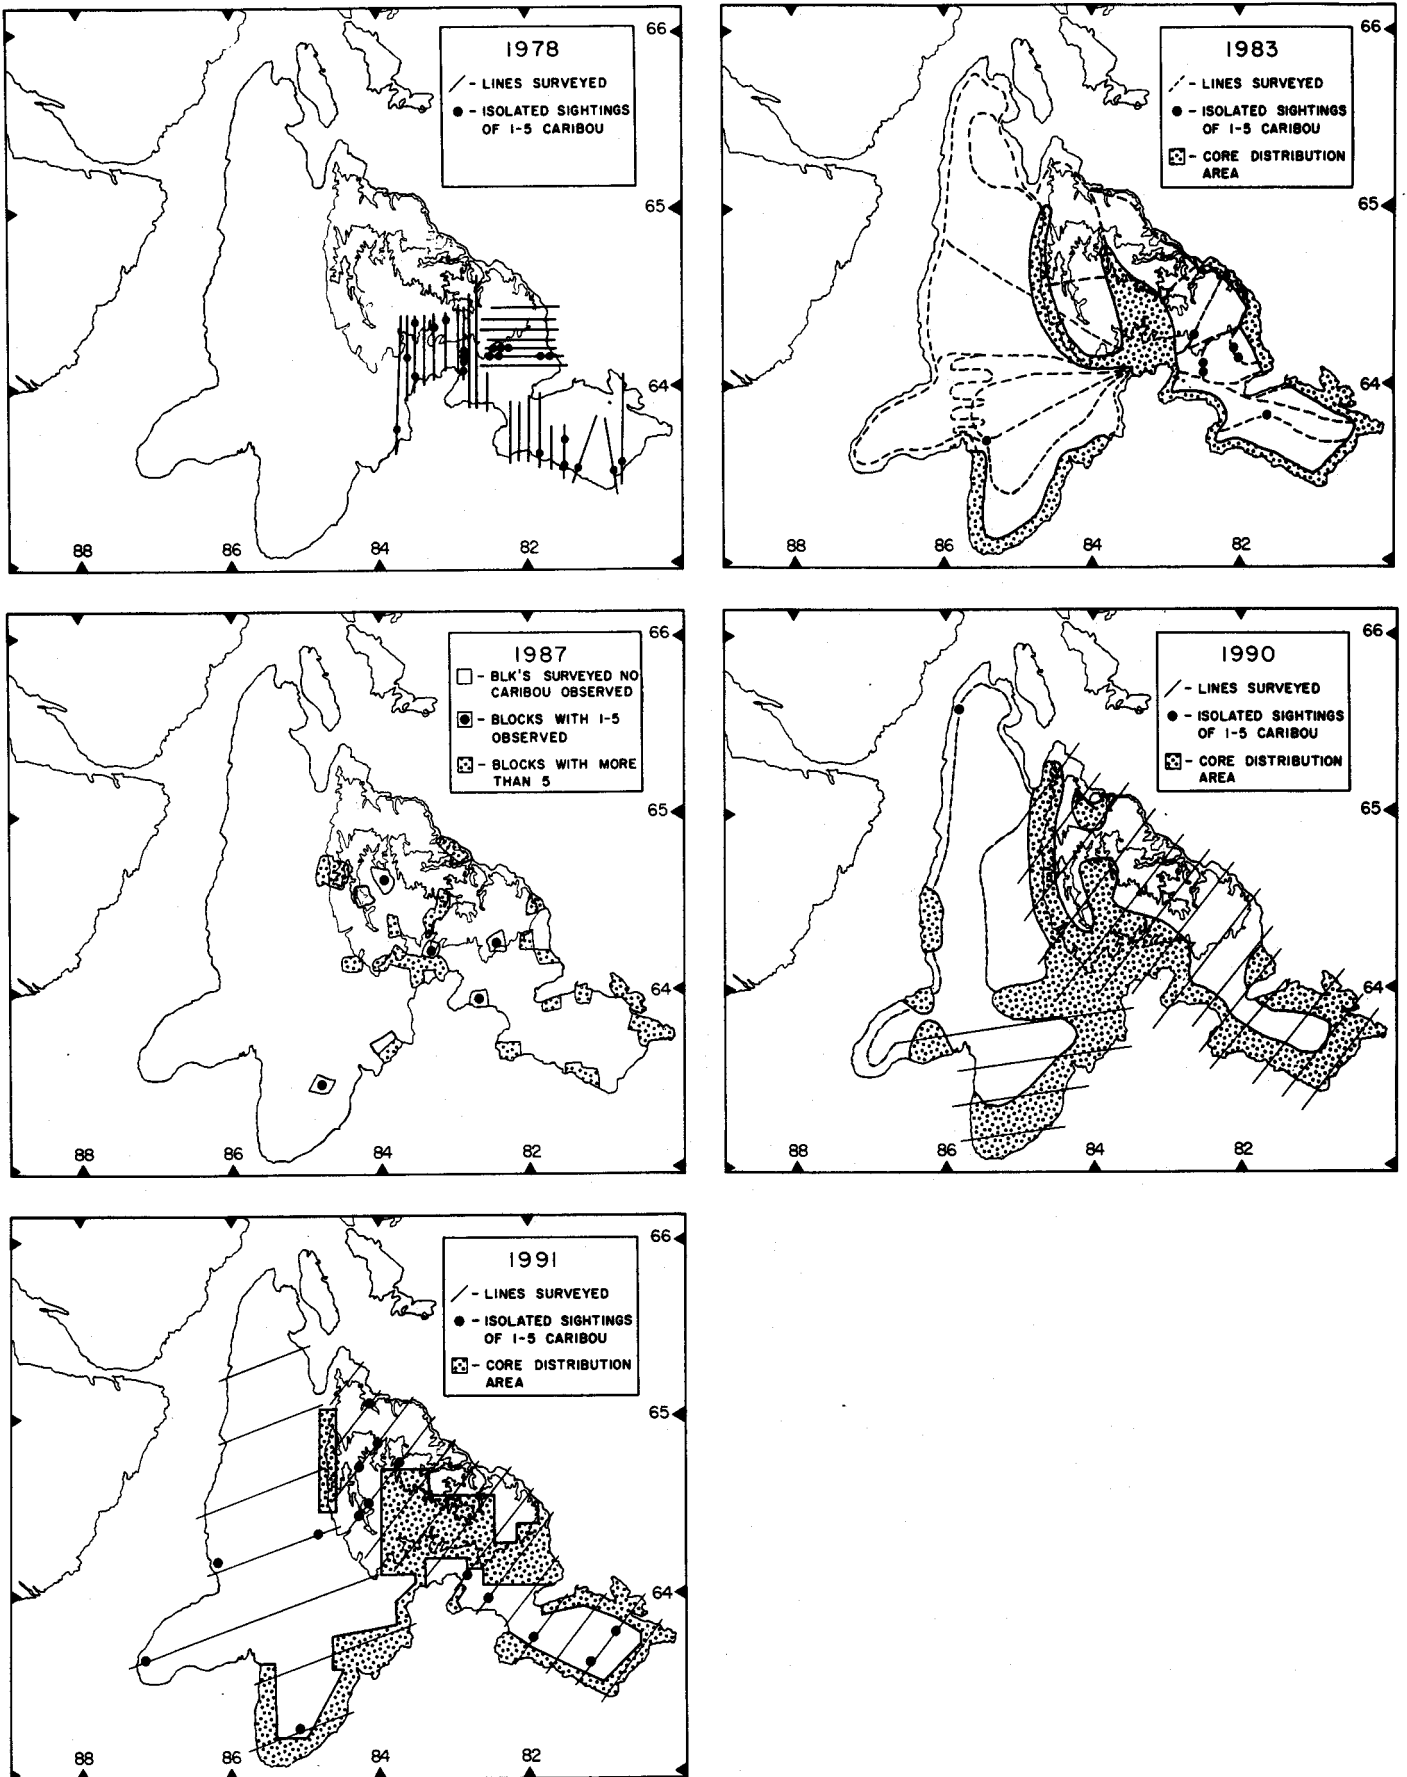 1978
- LINES SURVEYED
- ISOLATED SIGHTINGS
OF 1-5 CARIBOU
66
65
64
88
86
84
82
1983
- LINES SURVEYED
- ISOLATED SIGHTINGS
OF 1-5 CARIBOU
- CORE DISTRIBUTION
AREA
66
65
64
88
86
84
82
1987
- BLK'S SURVEYED NO
CARIBOU OBSERVED
- BLOCKS WITH 1-5
OBSERVED
- BLOCKS WITH MORE
THAN 5
66
65
64
88
86
84
82
1990
- LINES SURVEYED
- ISOLATED SIGHTINGS
OF 1-5 CARIBOU
- CORE DISTRIBUTION
AREA
66
65
64
88
86
84
82
1991
- LINES SURVEYED
- ISOLATED SIGHTINGS
OF 1-5 CARIBOU
- CORE DISTRIBUTION
AREA
66
65
64
88
86
84
82